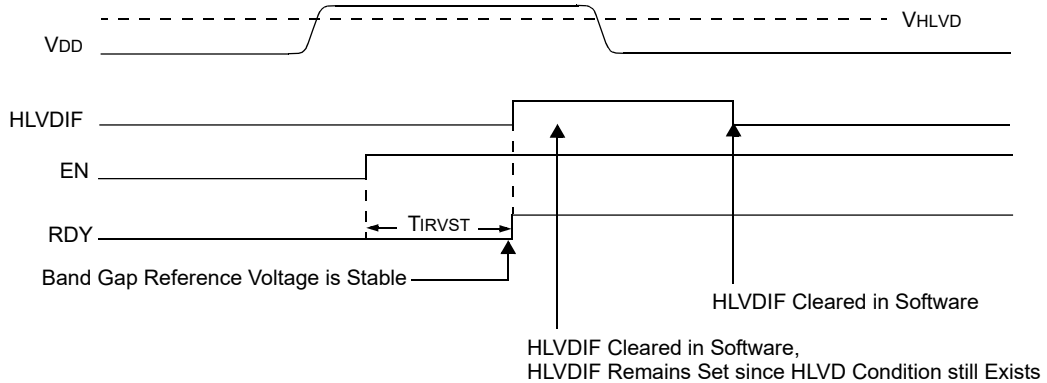 VHLVD
VDD
HLVDIF
EN
TIRVST
RDY
Band Gap Reference Voltage is Stable
HLVDIF Cleared in Software
HLVDIF Cleared in Software,
HLVDIF Remains Set since HLVD Condition still Exists